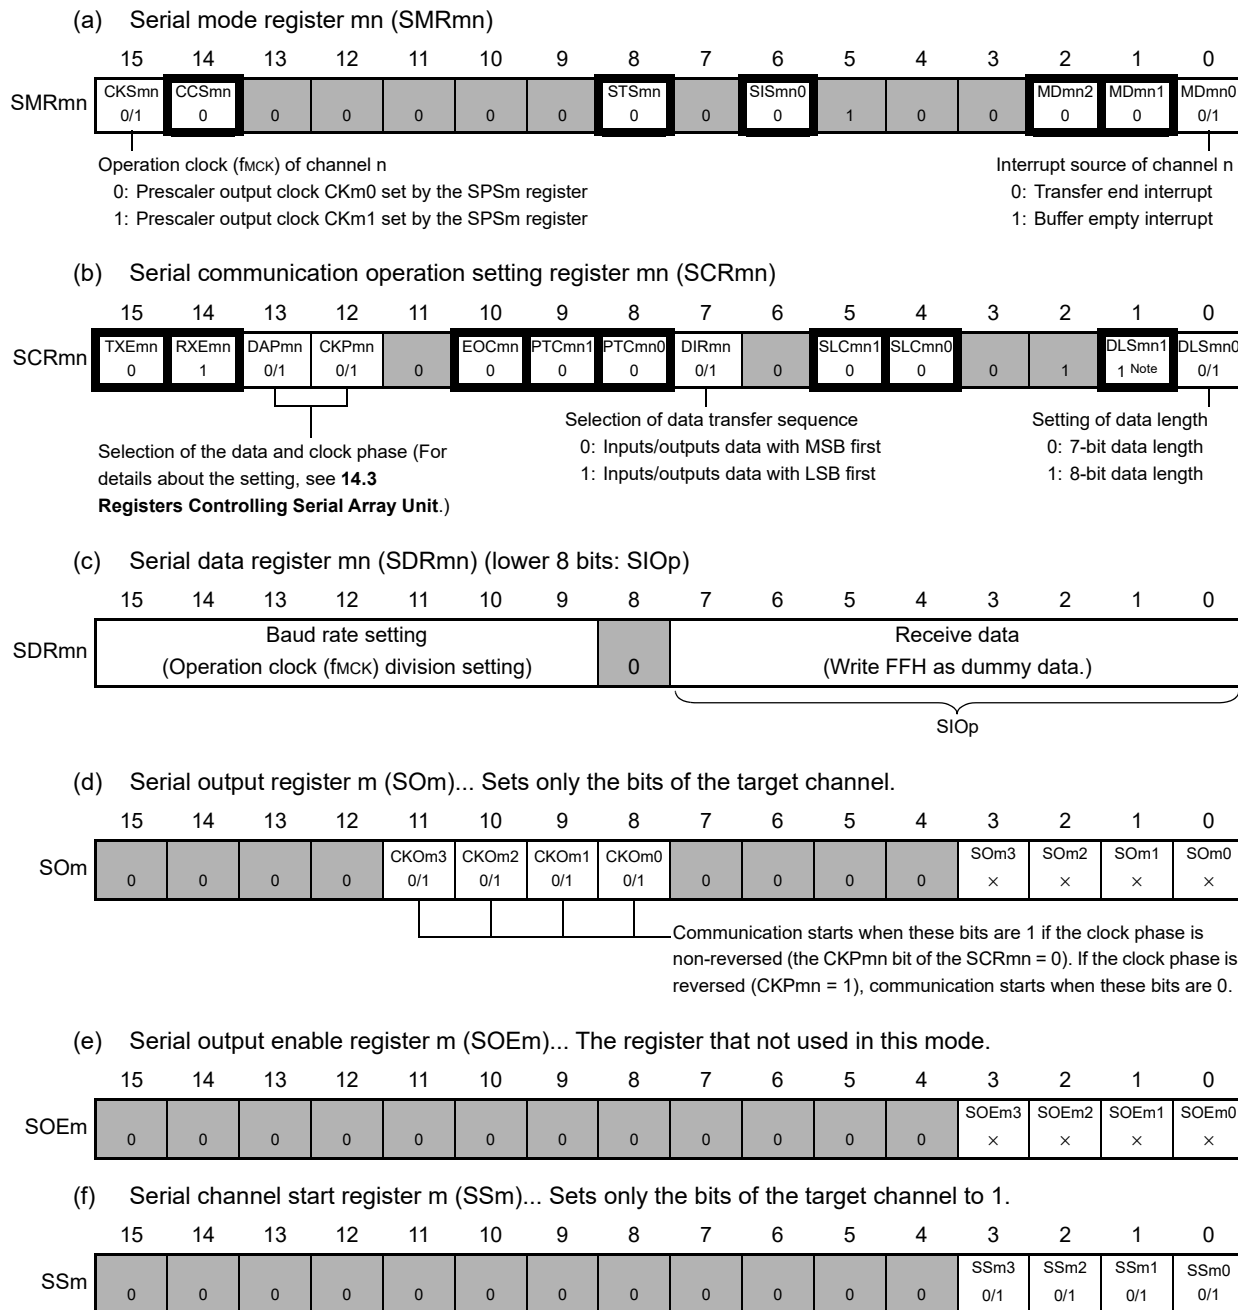 (a) Serial mode register mn (SMRmn)
15 14 13 12 11 10 9 8 7 6 5 4 3 2 1 0
SMRmn
CKSmn CCSmn STSmn SISmn0 MDmn2 MDmn1 MDmn0
0/1 0 0 0 0 0 0 0 0 0 1 0 0 0 0 0/1
Operation clock (fMCK) of channel n
0: Prescaler output clock CKm0 set by the SPSm register
1: Prescaler output clock CKm1 set by the SPSm register
Interrupt source of channel n
0: Transfer end interrupt
1: Buffer empty interrupt
(b) Serial communication operation setting register mn (SCRmn)
15 14 13 12 11 10 9 8 7 6 5 4 3 2 1 0
SCRmn
TXEmn RXEmn DAPmn CKPmn EOCmn PTCmn1 PTCmn0 DIRmn SLCmn1 SLCmn0 DLSmn1 DLSmn0
0 1 0/1 0/1 0 0 0 0 0/1 0 0 0 0 1 1 Note 0/1
Selection of the data and clock phase (For
details about the setting, see 14.3
Registers Controlling Serial Array Unit.)
Selection of data transfer sequence
0: Inputs/outputs data with MSB first
1: Inputs/outputs data with LSB first
Setting of data length
0: 7-bit data length
1: 8-bit data length
(c) Serial data register mn (SDRmn) (lower 8 bits: SIOp)
15 14 13 12 11 10 9 8 7 6 5 4 3 2 1 0
SDRmn
Baud rate setting
(Operation clock (fMCK) division setting)
0
Receive data
(Write FFH as dummy data.)
SIOp
(d) Serial output register m (SOm)... Sets only the bits of the target channel.
15 14 13 12 11 10 9 8 7 6 5 4 3 2 1 0
SOm
CKOm3 CKOm2 CKOm1 CKOm0 SOm3 SOm2 SOm1 SOm0
0 0 0 0 0/1 0/1 0/1 0/1 0 0 0 0 × × × ×
Communication starts when these bits are 1 if the clock phase is
non-reversed (the CKPmn bit of the SCRmn = 0). If the clock phase is
reversed (CKPmn = 1), communication starts when these bits are 0.
(e) Serial output enable register m (SOEm)... The register that not used in this mode.
15 14 13 12 11 10 9 8 7 6 5 4 3 2 1 0
SOEm
SOEm3 SOEm2 SOEm1 SOEm0
0 0 0 0 0 0 0 0 0 0 0 0 × × × ×
(f) Serial channel start register m (SSm)... Sets only the bits of the target channel to 1.
15 14 13 12 11 10 9 8 7 6 5 4 3 2 1 0
SSm
SSm3 SSm2 SSm1 SSm0
0 0 0 0 0 0 0 0 0 0 0 0 0/1 0/1 0/1 0/1